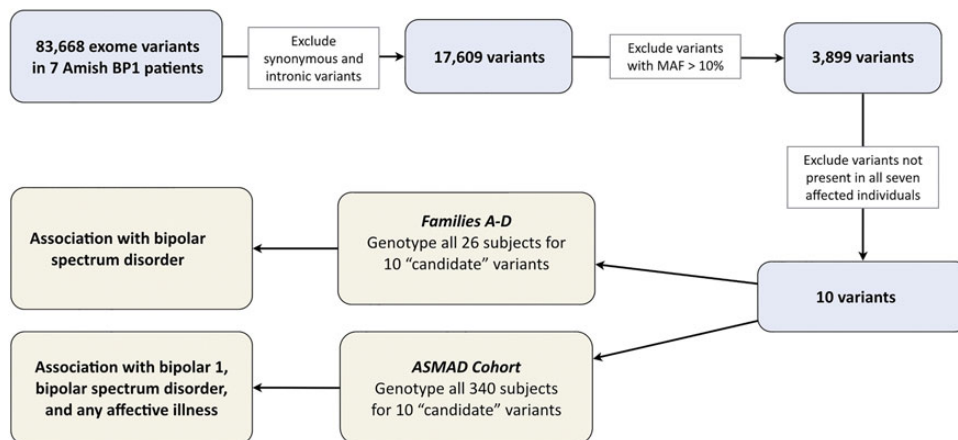 83,668 exome variants
in 7 Amish BP1 patients
Exclude
synonymous and
intronic variants
17,609 variants
Exclude variants
with MAF > 10%
3,899 variants
Exclude variants not
present in all seven
affected individuals
10 variants
Families A-D
Genotype all 26 subjects for
10 “candidate” variants
Association with bipolar
spectrum disorder
ASMAD Cohort
Genotype all 340 subjects
for 10 “candidate” variants
Association with bipolar 1,
bipolar spectrum disorder,
and any affective illness